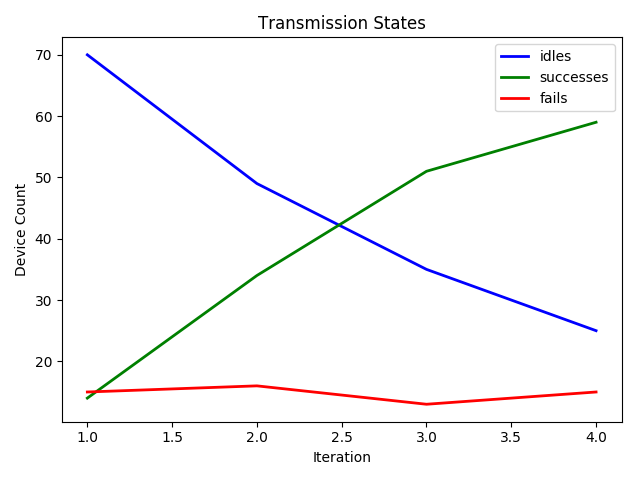 Transmission States
idles
successes
fails
70
60
50
40
30
20
Device Count
1.0 1.5 2.0 2.5 3.0 3.5 4.0
Iteration